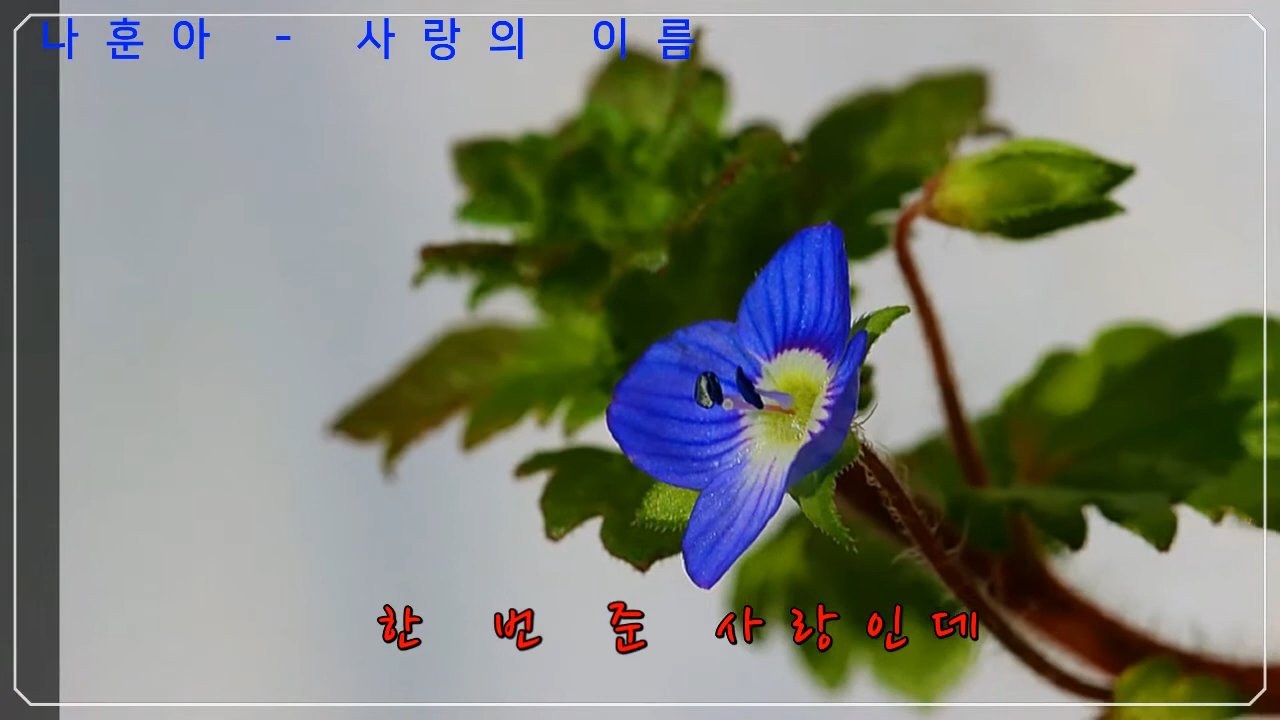 나 훈 아 - 사 랑 의 이 름
한 번 준 사 랑 인 데